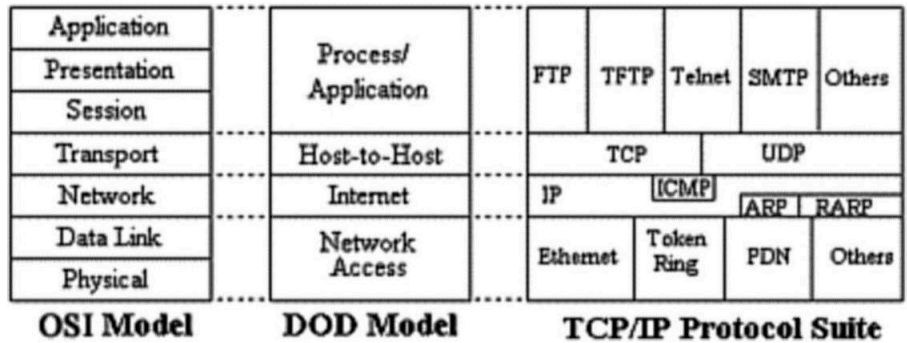 Application
Presentation
Session
Transport
Network
Data Link
Physical
OSI Model
Process/
Application
Host-to-Host
Internet
Network
Access
DOD Model
FTP TFTP Telnet SMTP Others
TCP UDP
IP ICMP
ARP RARP
Ethernet Token Ring PDN Others
TCP/IP Protocol Suite